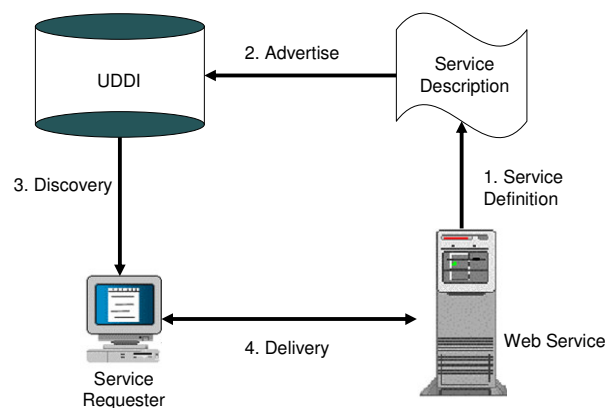 2. Advertise
UDDI
Service
Description
3. Discovery
1. Service
Definition
4. Delivery
Web Service
Service
Requester